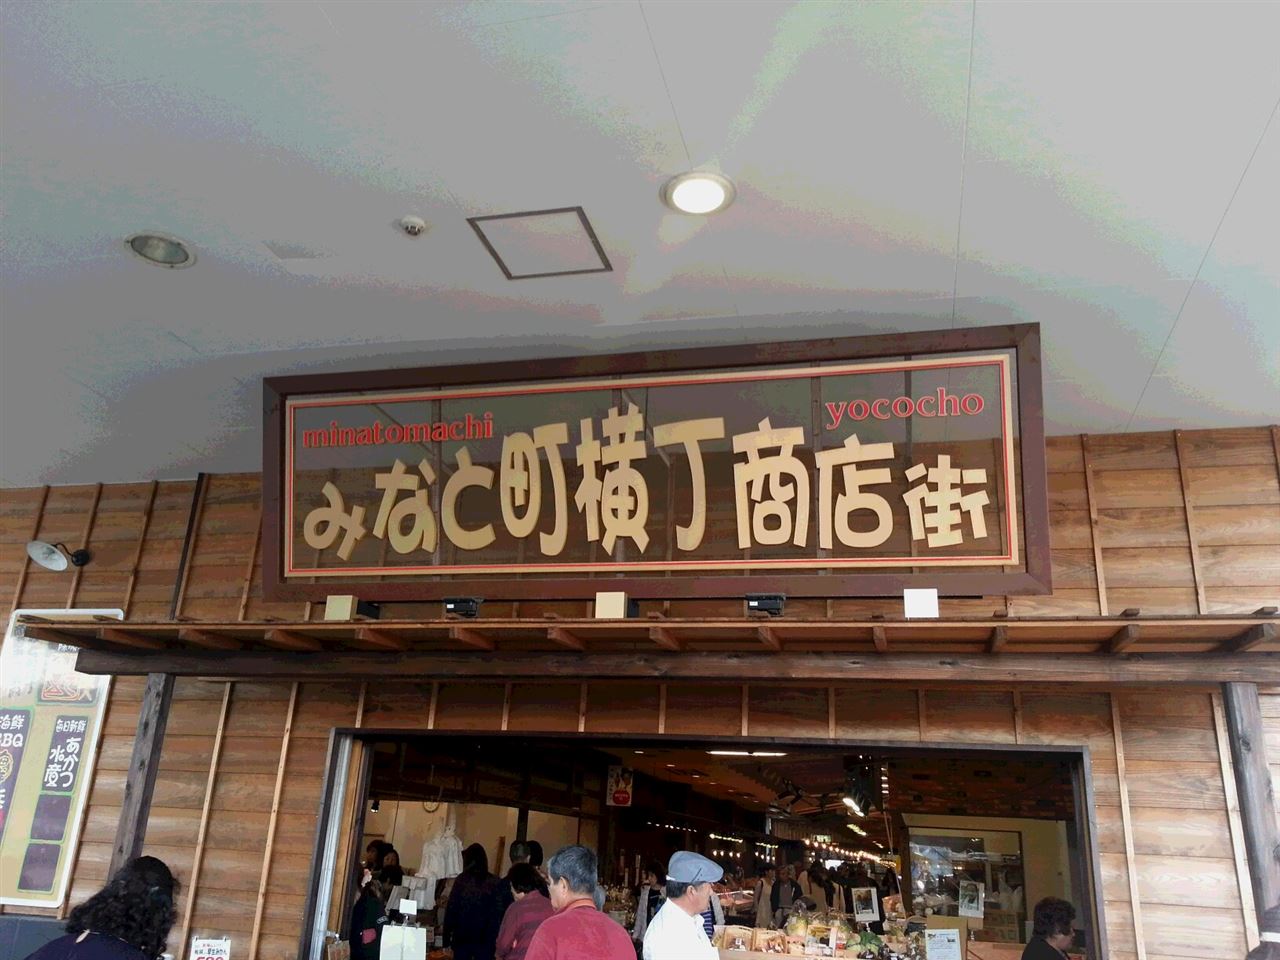 minatomachi
yococho
みなと町横丁商店街
海鮮
BBQ
毎日新鮮
あかつ
水産